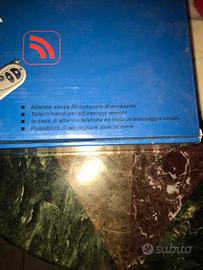 Allarme senza fili completo di accessori
Telecomandi per attivazione remota
In caso di allarme telefona ed invia un messaggio vocale
Possibilità di sorvegliare diverse zone
subito